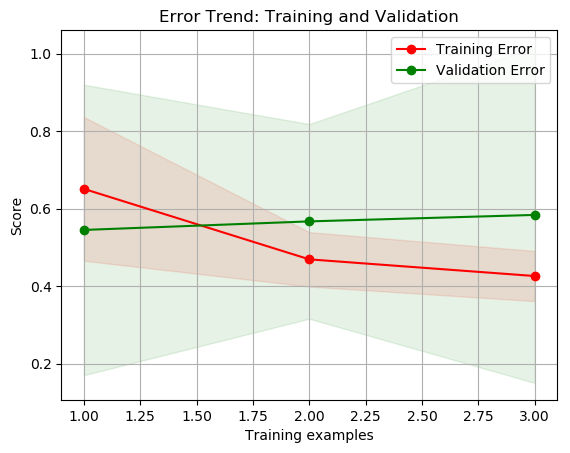 Error Trend: Training and Validation
Training Error
Validation Error
1.0
0.8
0.6
0.4
0.2
Score
1.00 1.25 1.50 1.75 2.00 2.25 2.50 2.75 3.00
Training examples